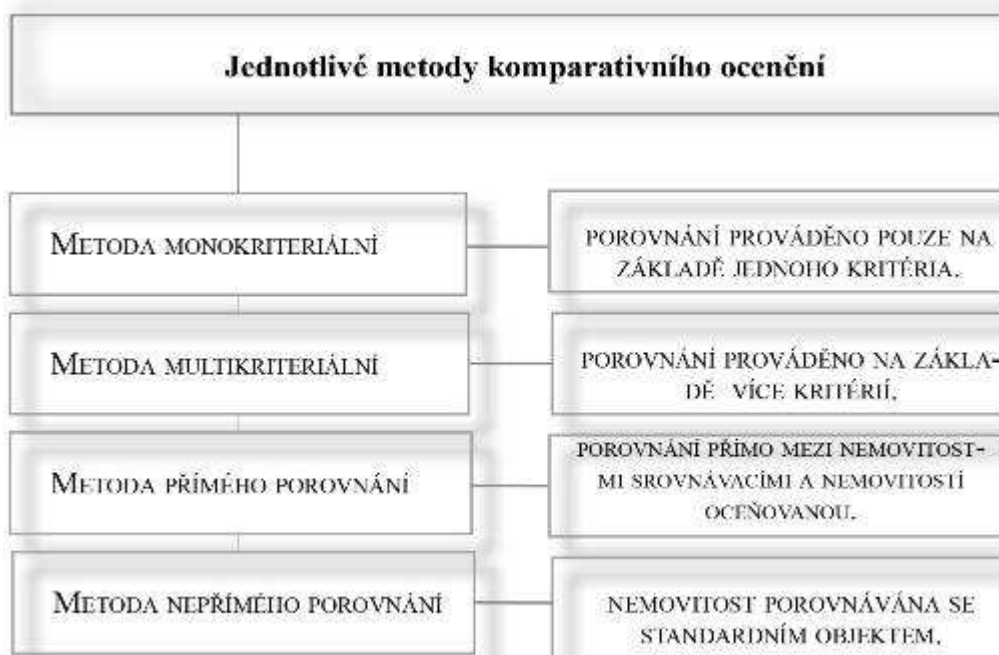 Jednotlivé metody komparativního ocenění
METODA MONOKRITERIÁLNÍ
POROVNÁNÍ PROVÁDĚNO POUZE NA
ZÁKLADĚ JEDNOHO KRITÉRIA.
METODA MULTIKRITERIÁLNÍ
POROVNÁNÍ PROVÁDĚNO NA ZÁKLA-
DĚ VÍCE KRITÉRIÍ.
METODA PŘÍMÉHO POROVNÁNÍ
POROVNÁNÍ PŘÍMO MEZI NEMOVITOST-
MI SROVNÁVACÍMI A NEMOVITOSTÍ
OCEŇOVANOU.
METODA NEPŘÍMÉHO POROVNÁNÍ
NEMOVITOST POROVNÁVÁNA SE
STANDARDNÍM OBJEKTEM.